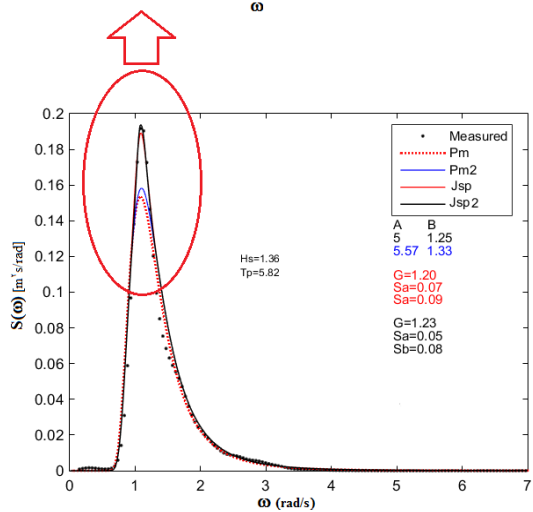 ω
0.2
0.18
0.16
0.14
0.12
0.1
0.08
0.06
0.04
0.02
0
S(ω)
Measured
Pm
Pm2
Jsp
Jsp2
A B
5 1.25
5.57 1.33
Hs=1.36
Tp=5.82
G=1.20
Sa=0.07
Sa=0.09
G=1.23
Sa=0.05
Sb=0.08
0 1 2 3 4 5 6 7
ω (rad/s)